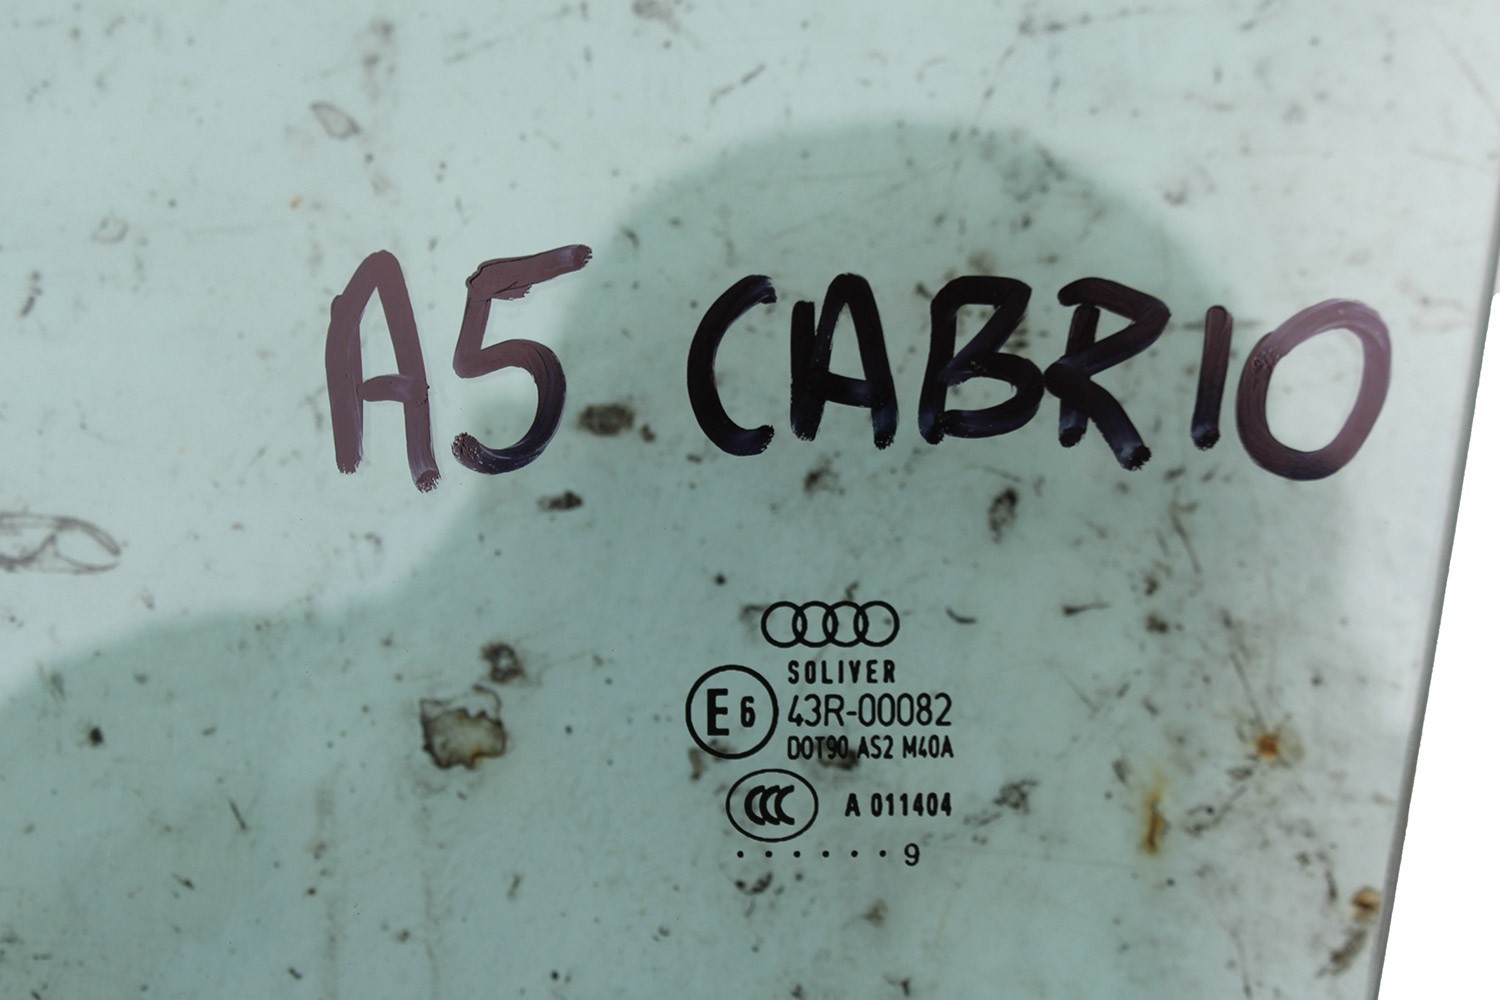 A5 CABRIO
SOLIVER
E6 43R-00082
DOT90 AS2 M40A
CCC A 011404
. . . . . . 9